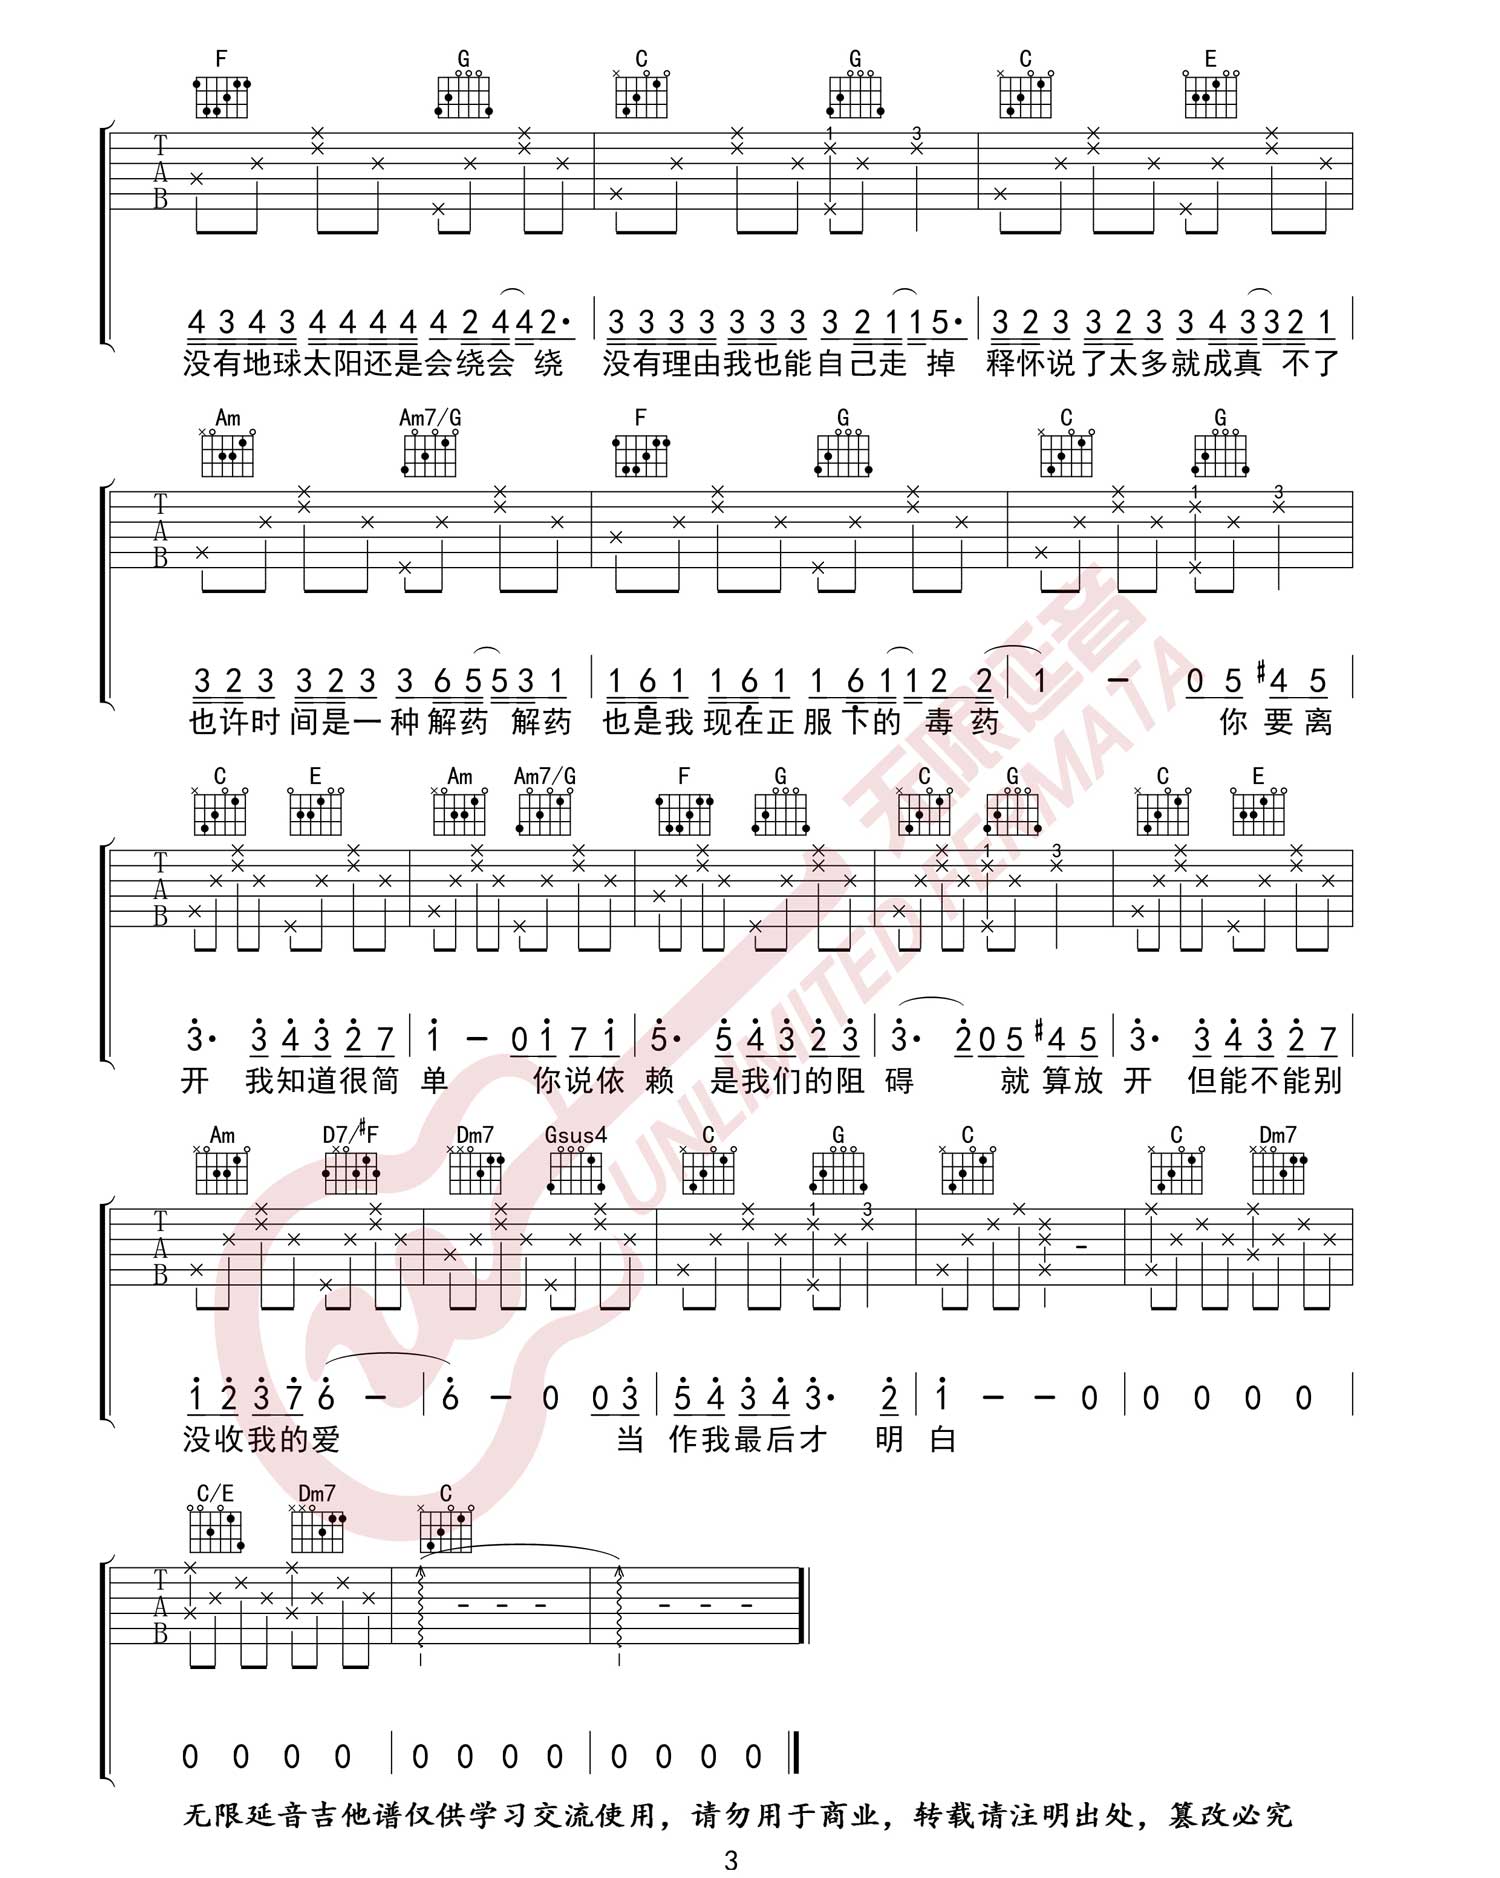 F G C G C E
T A B 1 3
4 3 4 3 4 4 4 4 4 2 4 4 2· | 3 3 3 3 3 3 3 3 2 1 1 5· | 3 2 3 3 2 3 3 4 3 3 2 1 |
没有地球太阳还是会绕会 绕 没有理由我也能自己走 掉 释怀说了太多就成真 不了
Am Am7/G F G C G
T A B 1 3
3 2 3 3 2 3 3 6 5 5 3 1 | 1 6 1 1 6 1 1 6 1 1 2 2 | 1 - 0 5 #4 5 |
也许时间是一种解药 解药 也是我现在正服下的 毒药 你要离
C E Am Am7/G F G C G C E
T A B 1 3
3· 3 4 3 2 7 | 1 - 0 1 7 1 | 5· 5 4 3 2 3 | 3· 2 0 5 #4 5 | 3· 3 4 3 2 7 |
开 我知道很简 单 你说依 赖 是我们的阻 碍 就算放 开 但能不能别
Am D7/#F Dm7 Gsus4 C G C C Dm7
T A B 1 3
1 2 3 7 6 - | 6 - 0 0 3 | 5 4 3 4 3· 2 | 1 - - 0 | 0 0 0 0 |
没收我的爱 当 作我最后才 明 白
C/E Dm7 C
T A B
0 0 0 0 | 0 0 0 0 | 0 0 0 0 |
无限延音吉他谱仅供学习交流使用，请勿用于商业，转载请注明出处，篡改必究
3
无限延音
UNLIMITED FERMATA